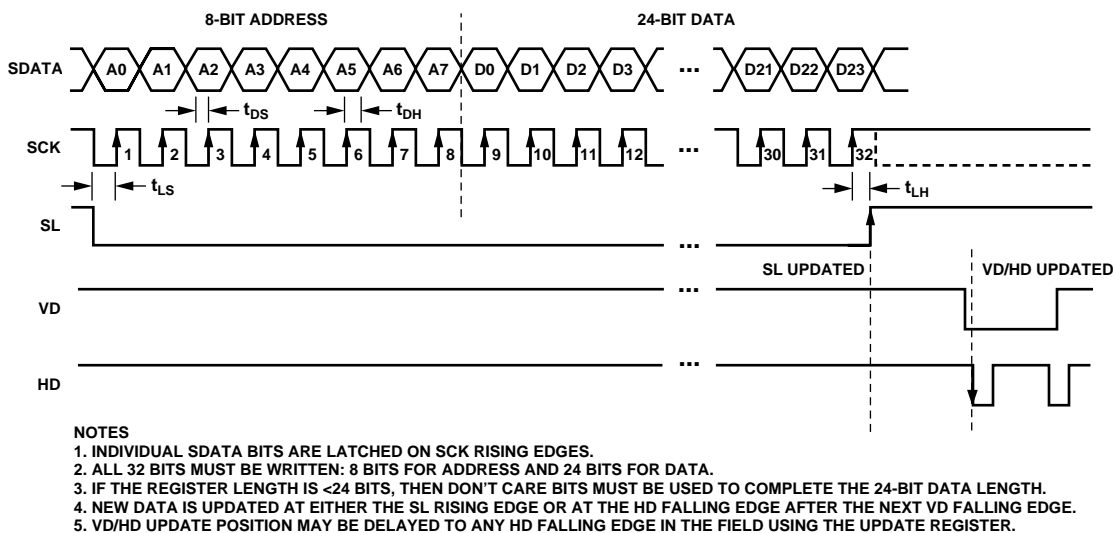 8-BIT ADDRESS 24-BIT DATA
SDATA A0 A1 A2 A3 A4 A5 A6 A7 D0 D1 D2 D3 ... D21 D22 D23
tDS tDH
SCK 1 2 3 4 5 6 7 8 9 10 11 12 ... 30 31 32
tLS tLH
SL ...
SL UPDATED VD/HD UPDATED
VD ...
HD ...
NOTES
1. INDIVIDUAL SDATA BITS ARE LATCHED ON SCK RISING EDGES.
2. ALL 32 BITS MUST BE WRITTEN: 8 BITS FOR ADDRESS AND 24 BITS FOR DATA.
3. IF THE REGISTER LENGTH IS <24 BITS, THEN DON'T CARE BITS MUST BE USED TO COMPLETE THE 24-BIT DATA LENGTH.
4. NEW DATA IS UPDATED AT EITHER THE SL RISING EDGE OR AT THE HD FALLING EDGE AFTER THE NEXT VD FALLING EDGE.
5. VD/HD UPDATE POSITION MAY BE DELAYED TO ANY HD FALLING EDGE IN THE FIELD USING THE UPDATE REGISTER.